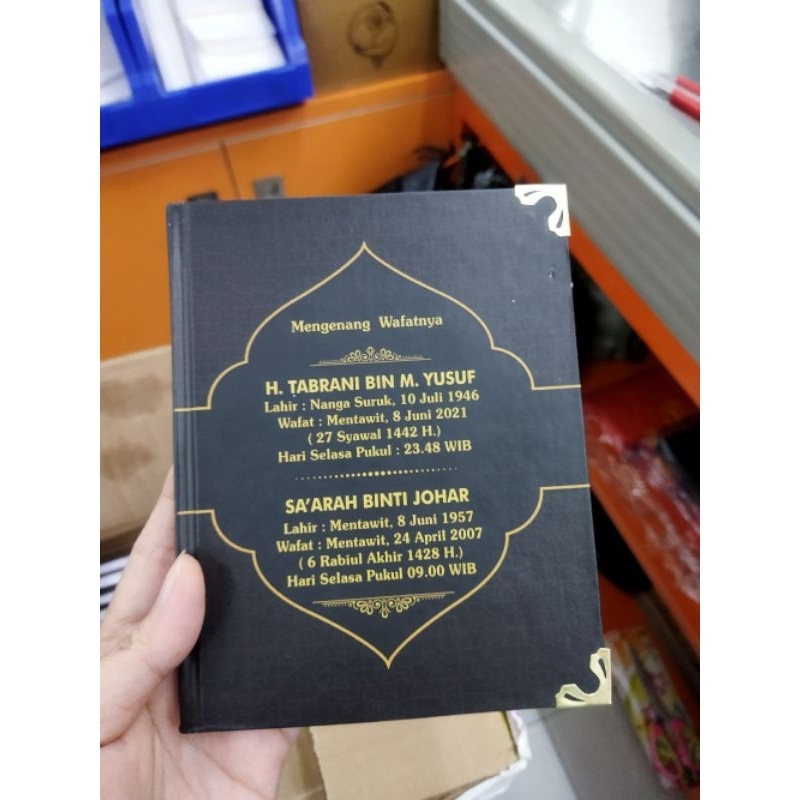 Mengenang Wafatnya
H. TABRANI BIN M. YUSUF
Lahir : Nanga Suruk, 10 Juli 1946
Wafat : Mentawit, 8 Juni 2021
( 27 Syawal 1442 H.)
Hari Selasa Pukul : 23.48 WIB
SA'ARAH BINTI JOHAR
Lahir : Mentawit, 8 Juni 1957
Wafat : Mentawit, 24 April 2007
( 6 Rabiul Akhir 1428 H.)
Hari Selasa Pukul 09.00 WIB